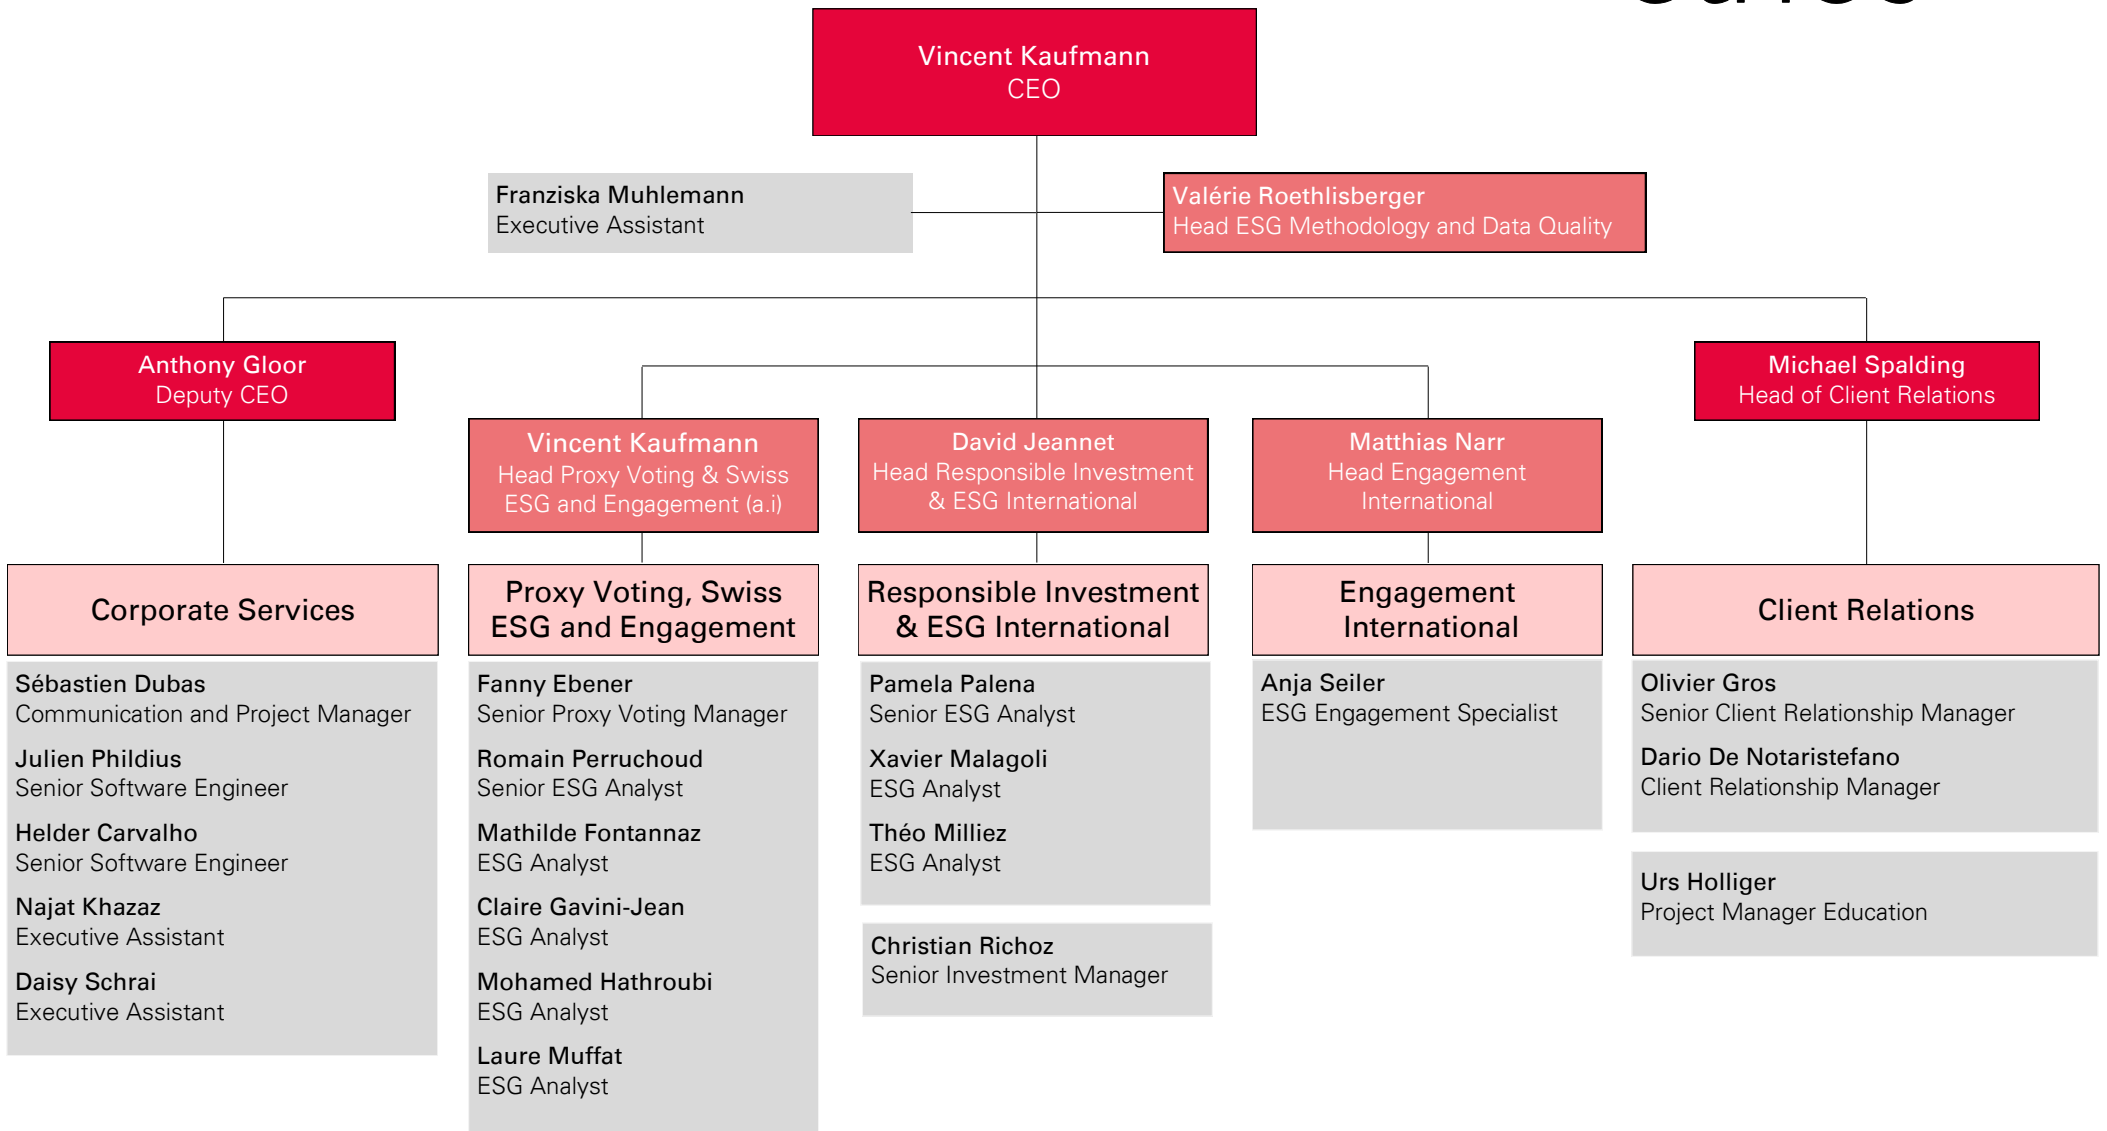 Vincent Kaufmann
CEO
Franziska Muhlemann
Executive Assistant
Valérie Roethlisberger
Head ESG Methodology and Data Quality
Anthony Gloor
Deputy CEO
Michael Spalding
Head of Client Relations
Vincent Kaufmann
Head Proxy Voting & Swiss
ESG and Engagement (a.i)
David Jeannet
Head Responsible Investment
& ESG International
Matthias Narr
Head Engagement
International
Corporate Services
Sébastien Dubas
Communication and Project Manager
Julien Phildius
Senior Software Engineer
Helder Carvalho
Senior Software Engineer
Najat Khazaz
Executive Assistant
Daisy Schrai
Executive Assistant
Proxy Voting, Swiss
ESG and Engagement
Fanny Ebener
Senior Proxy Voting Manager
Romain Perruchoud
Senior ESG Analyst
Mathilde Fontannaz
ESG Analyst
Claire Gavini-Jean
ESG Analyst
Mohamed Hathroubi
ESG Analyst
Laure Muffat
ESG Analyst
Responsible Investment
& ESG International
Pamela Palena
Senior ESG Analyst
Xavier Malagoli
ESG Analyst
Théo Milliez
ESG Analyst
Christian Richoz
Senior Investment Manager
Engagement
International
Anja Seiler
ESG Engagement Specialist
Client Relations
Olivier Gros
Senior Client Relationship Manager
Dario De Notaristefano
Client Relationship Manager
Urs Holliger
Project Manager Education